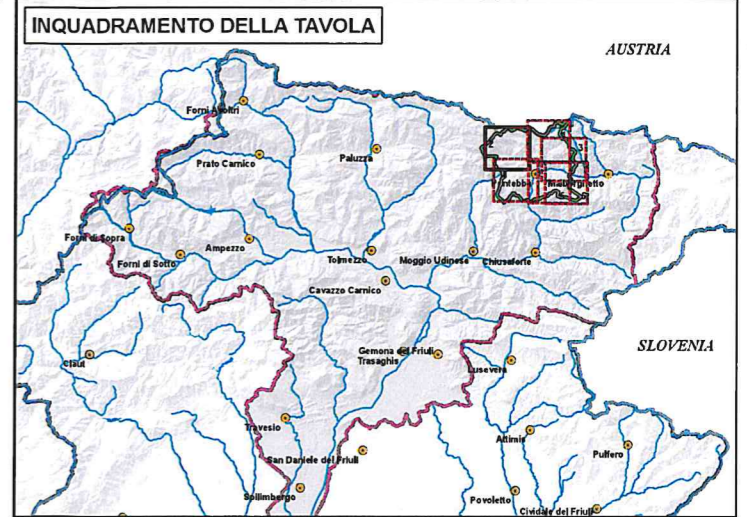 INQUADRAMENTO DELLA TAVOLA
AUSTRIA
Forni Avoltri
Prato Carnico
Paluzza
3
Pontebba
Malborghetto
Forni di Sopra
Forni di Sotto
Ampezzo
Tolmezzo
Moggio Udinese
Chiusaforte
Cavazzo Carnico
SLOVENIA
Claut
Gemona del Friuli
Trasaghis
Lusevera
Travesio
Attimis
Pulfero
San Daniele del Friuli
Spilimbergo
Povoletto
Cividale del Friuli